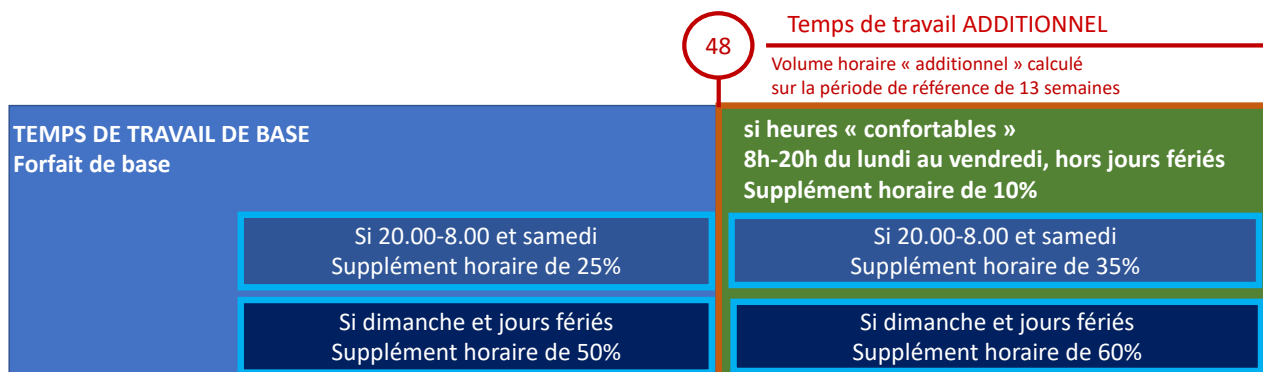 48
Temps de travail ADDITIONNEL
Volume horaire « additionnel » calculé
sur la période de référence de 13 semaines
TEMPS DE TRAVAIL DE BASE
Forfait de base
si heures « confortables »
8h-20h du lundi au vendredi, hors jours fériés
Supplément horaire de 10%
Si 20.00-8.00 et samedi
Supplément horaire de 25%
Si 20.00-8.00 et samedi
Supplément horaire de 35%
Si dimanche et jours fériés
Supplément horaire de 50%
Si dimanche et jours fériés
Supplément horaire de 60%